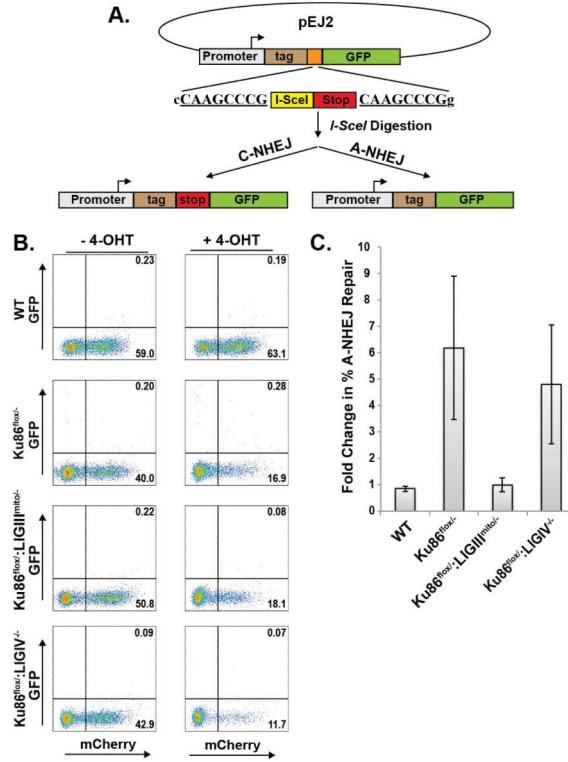 A.
pEJ2
Promoter tag GFP
cCAAGCCCG I-SceI Stop CAAGCCCGg
I-SceI Digestion
C-NHEJ A-NHEJ
Promoter tag stop GFP
Promoter tag GFP
B.
- 4-OHT + 4-OHT
WT
GFP
0.23
59.0
0.19
63.1
Ku86flox/-
GFP
0.20
40.0
0.28
16.9
Ku86flox/-:LIGIIImito/-
GFP
0.22
50.8
0.08
18.1
Ku86flox/-:LIGIV-/-
GFP
0.09
42.9
0.07
11.7
mCherry mCherry
C.
Fold Change in % A-NHEJ Repair
10
9
8
7
6
5
4
3
2
1
0
WT
Ku86flox/-
Ku86flox/-:LIGIIImito/-
Ku86flox/-:LIGIV-/-